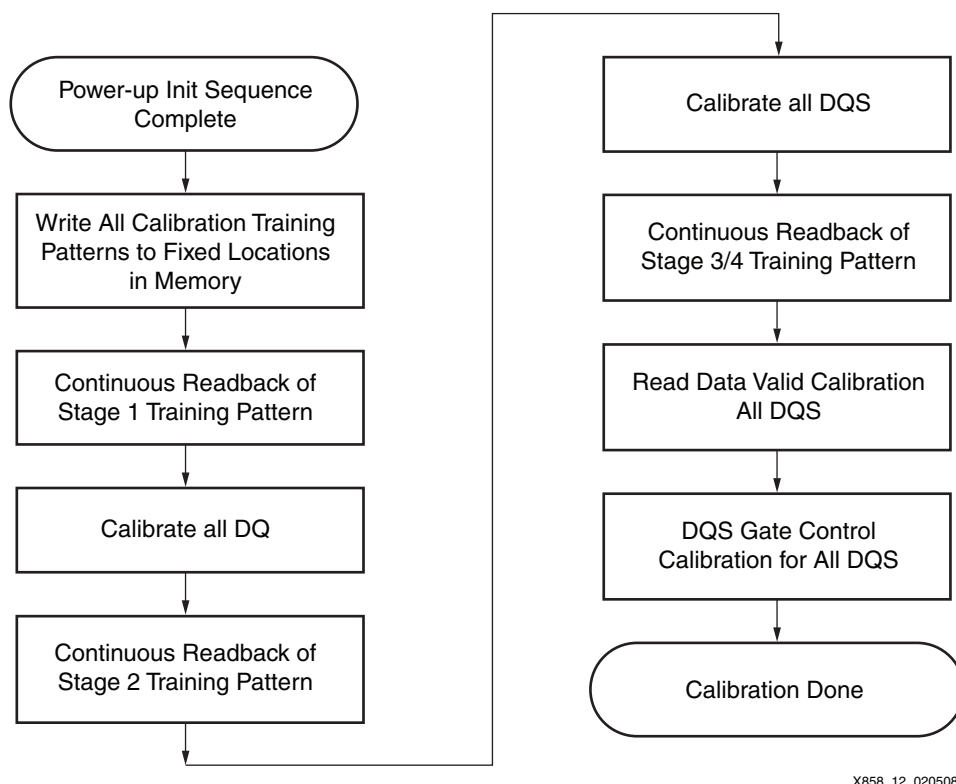 Power-up Init Sequence
Complete
Write All Calibration Training
Patterns to Fixed Locations
in Memory
Continuous Readback of
Stage 1 Training Pattern
Calibrate all DQ
Continuous Readback of
Stage 2 Training Pattern
Calibrate all DQS
Continuous Readback of
Stage 3/4 Training Pattern
Read Data Valid Calibration
All DQS
DQS Gate Control
Calibration for All DQS
Calibration Done
X858_12_020508